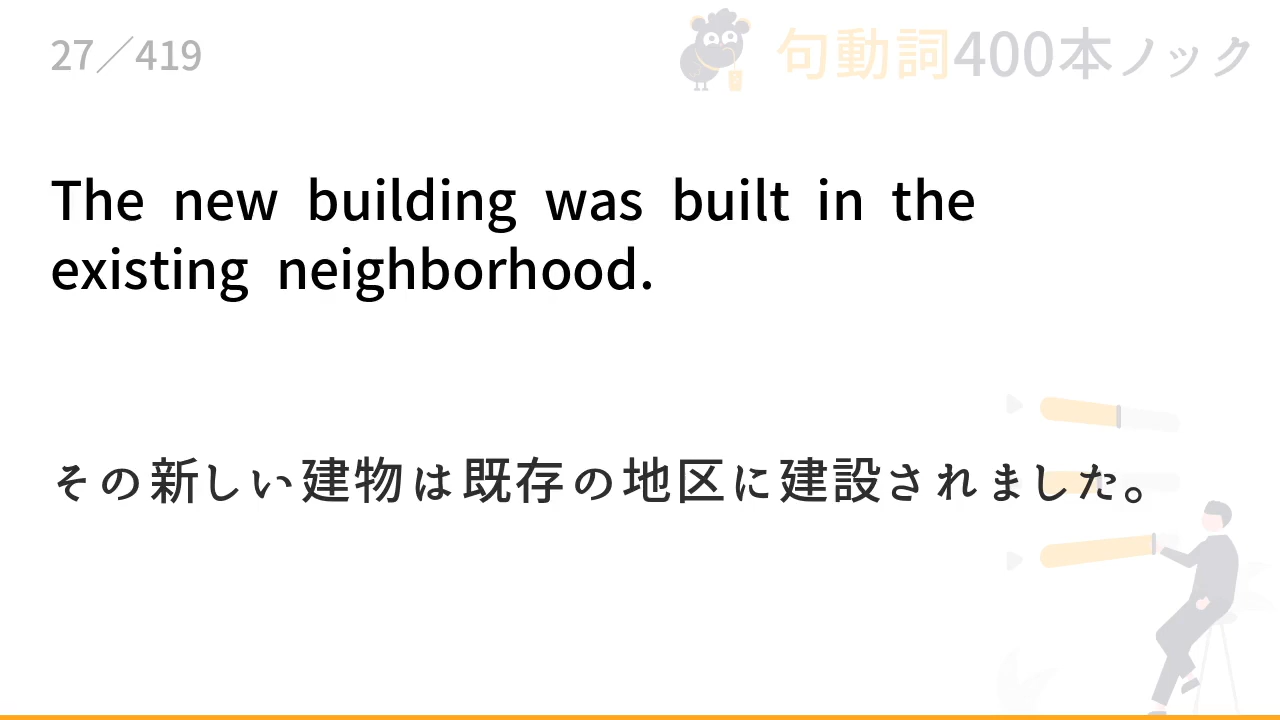 27／419
句動詞400本ノック
The new building was built in the
existing neighborhood.
その新しい建物は既存の地区に建設されました。